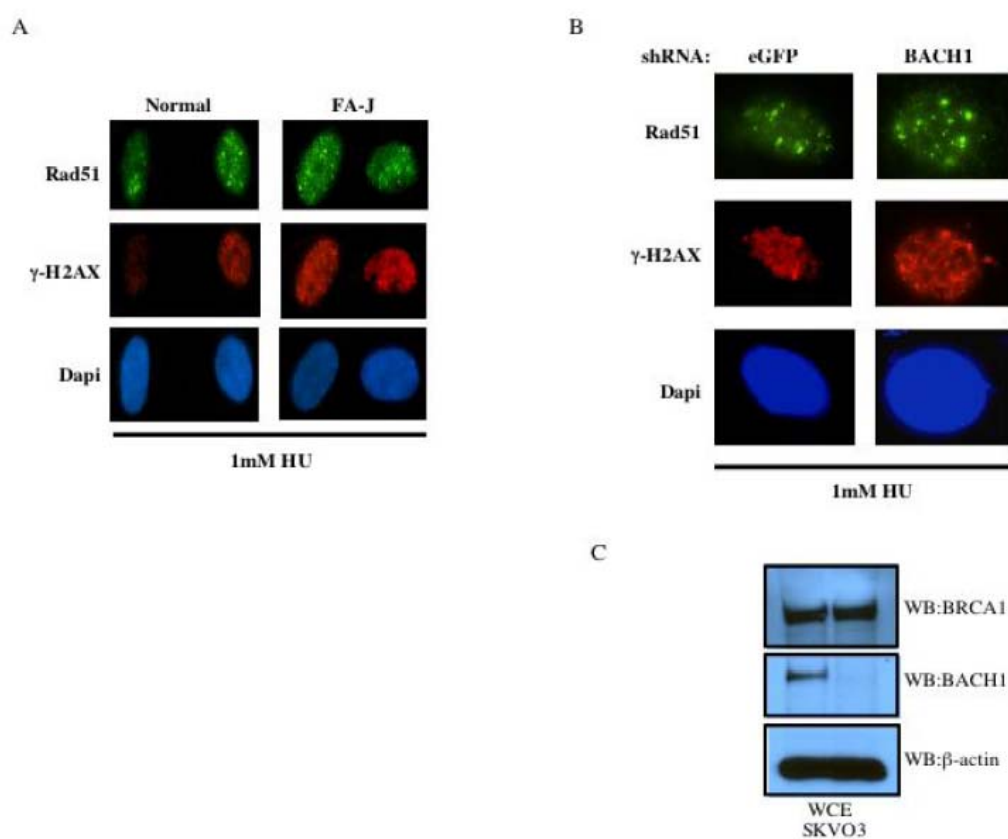 A
Normal FA-J
Rad51
γ-H2AX
Dapi
1mM HU
B
shRNA: eGFP BACH1
Rad51
γ-H2AX
Dapi
1mM HU
C
WB:BRCA1
WB:BACH1
WB:β-actin
WCE
SKVO3